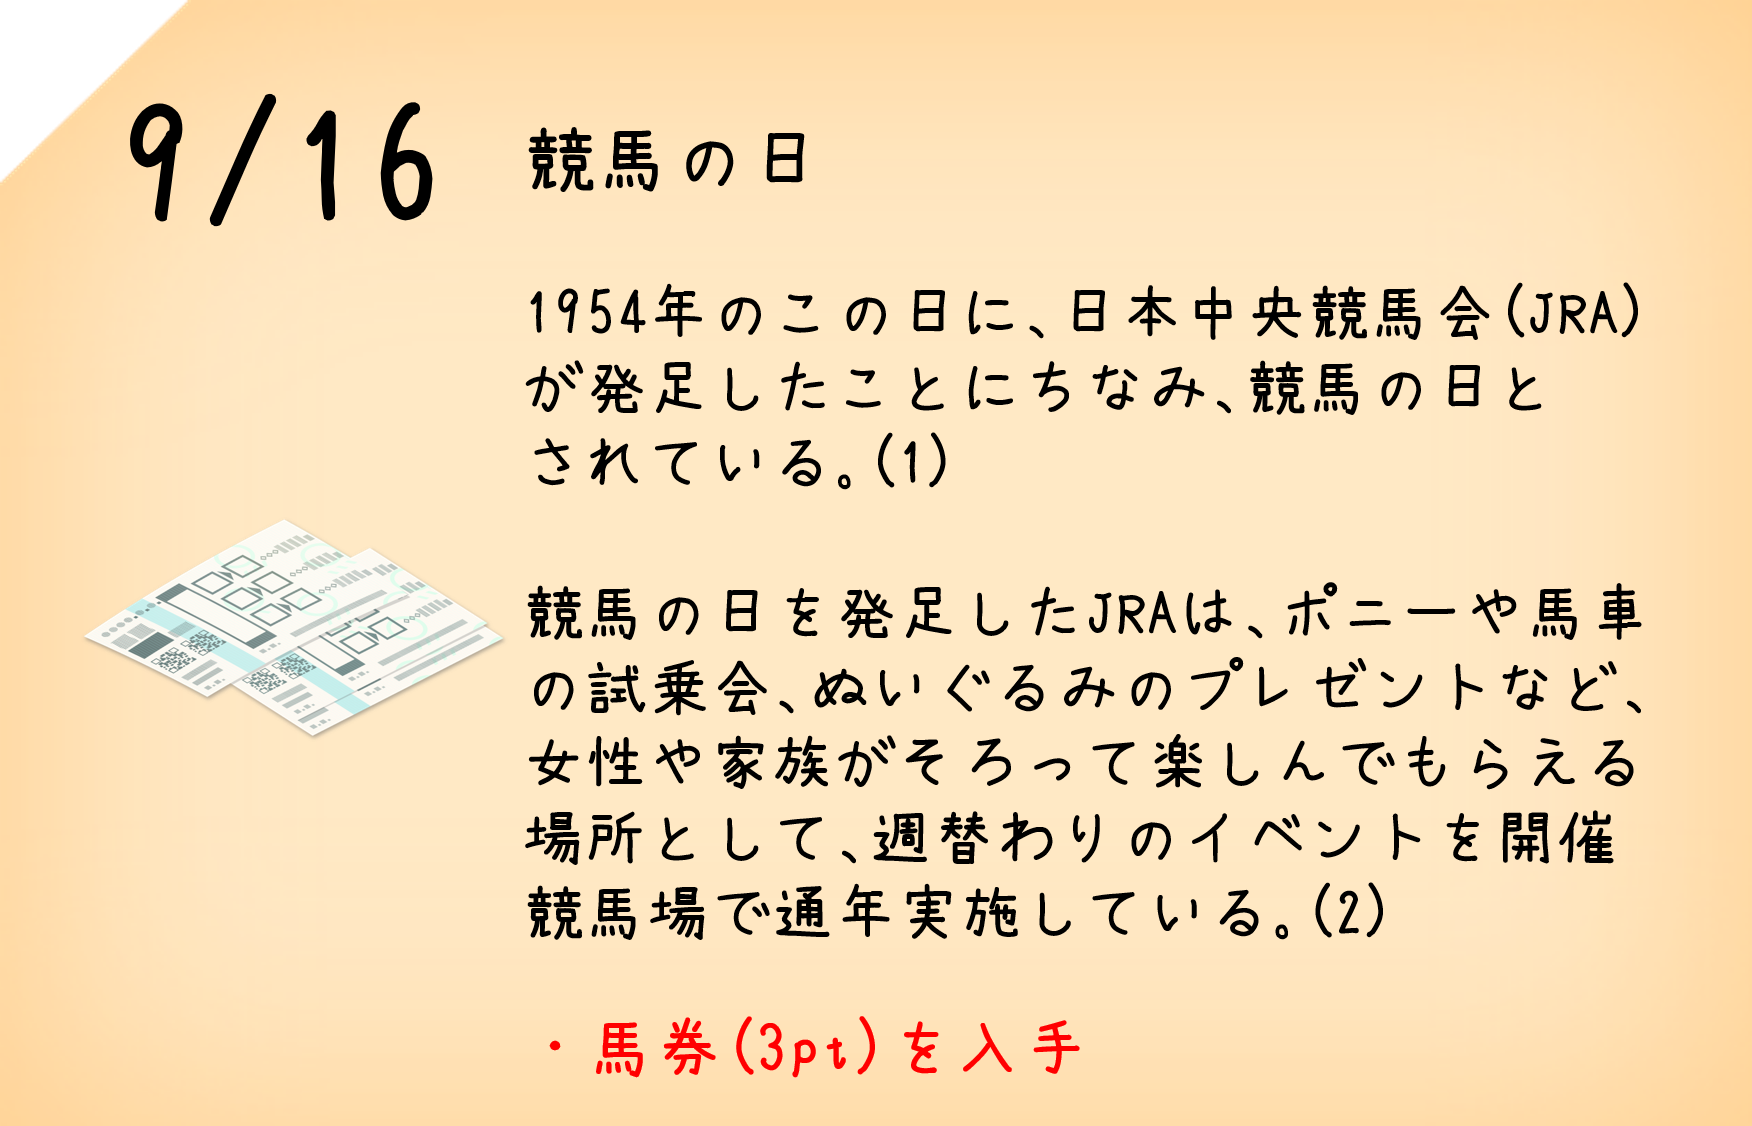 9/16
競馬の日
1954年のこの日に、日本中央競馬会(JRA)
が発足したことにちなみ、競馬の日と
されている。(1)
競馬の日を発足したJRAは、ポニーや馬車
の試乗会、ぬいぐるみのプレゼントなど、
女性や家族がそろって楽しんでもらえる
場所として、週替わりのイベントを開催
競馬場で通年実施している。(2)
・馬券(3pt)を入手